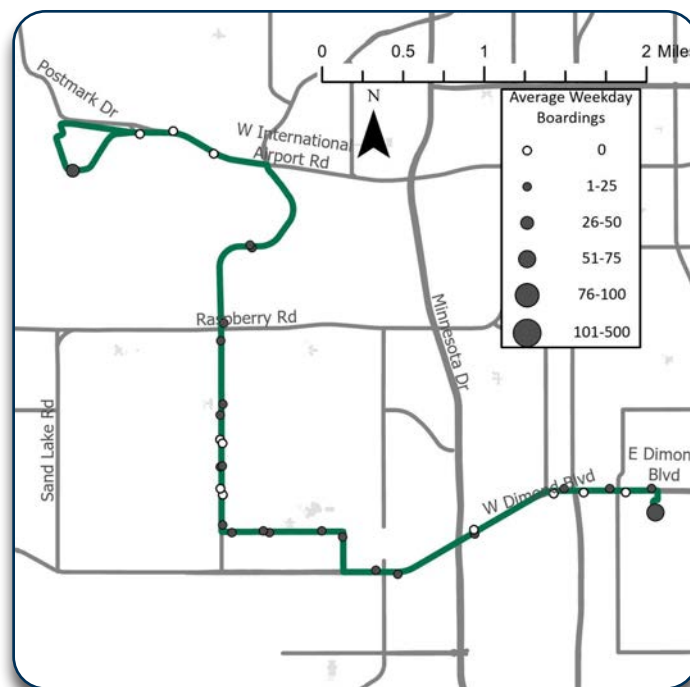 0 0.5 1 2 Miles
Postmark Dr
N
W International
Airport Rd
Average Weekday
Boardings
0
1-25
26-50
51-75
76-100
101-500
Raspberry Rd
Minnesota Dr
Sand Lake Rd
E Dimon
Blvd
W Dimond Blvd